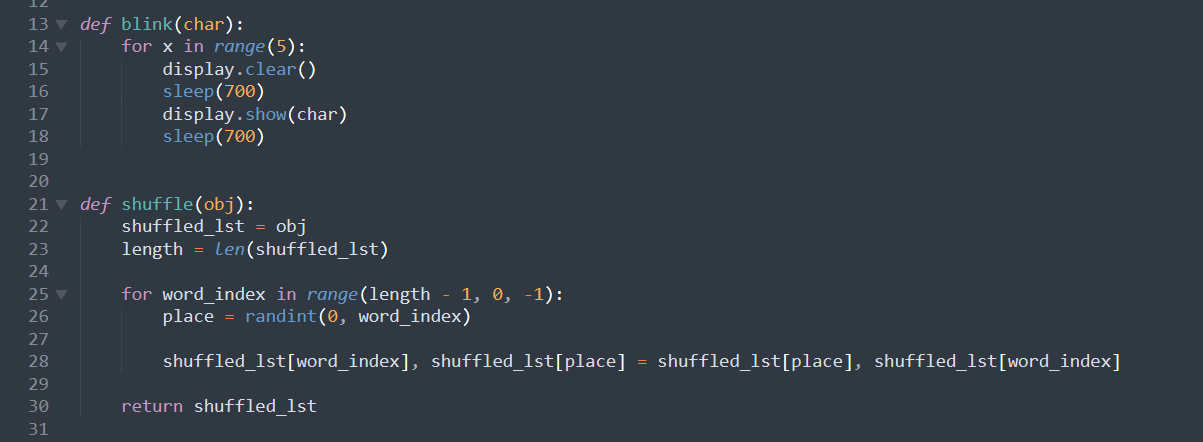 12
13 def blink(char):
14     for x in range(5):
15         display.clear()
16         sleep(700)
17         display.show(char)
18         sleep(700)
19
20
21 def shuffle(obj):
22     shuffled_lst = obj
23     length = len(shuffled_lst)
24
25     for word_index in range(length - 1, 0, -1):
26         place = randint(0, word_index)
27
28         shuffled_lst[word_index], shuffled_lst[place] = shuffled_lst[place], shuffled_lst[word_index]
29
30     return shuffled_lst
31